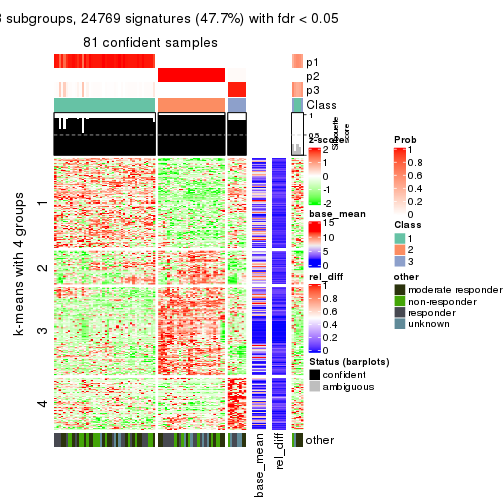 3 subgroups, 24769 signatures (47.7%) with fdr < 0.05
81 confident samples
p1
p2
p3
Class
1
0.5
Silhouette
score
k-means with 4 groups
1
2
3
4
base_mean
rel_diff
other
z-score
2
1
0
-1
-2
base_mean
15
10
5
0
rel_diff
1
0.8
0.6
0.4
0.2
0
Status (barplots)
confident
ambiguous
Prob
1
0.8
0.6
0.4
0.2
0
Class
1
2
3
other
moderate responder
non-responder
responder
unknown